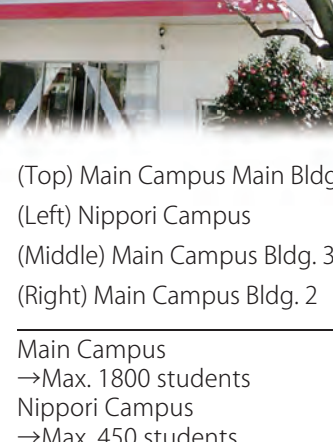 (Top) Main Campus Main Bldg
(Left) Nippori Campus
(Middle) Main Campus Bldg. 3
(Right) Main Campus Bldg. 2
Main Campus
→Max. 1800 students
Nippori Campus
→Max. 450 students